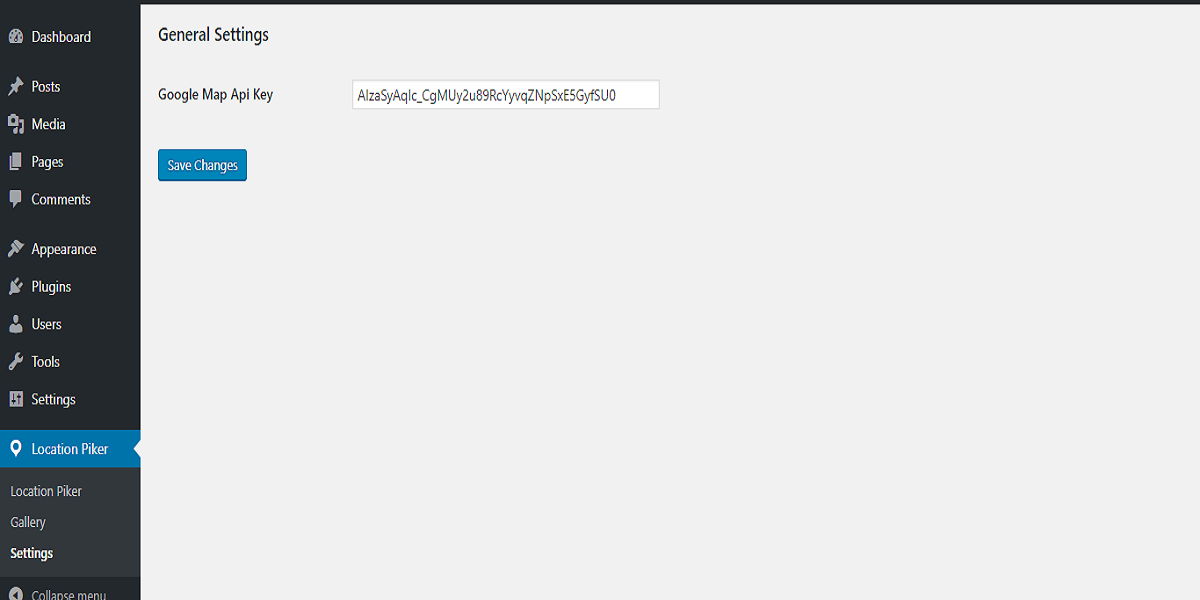 Dashboard
Posts
Media
Pages
Comments
Appearance
Plugins
Users
Tools
Settings
Location Piker
Location Piker
Gallery
Settings
Collapse menu
General Settings
Google Map Api Key
AIzaSyAqIc_CgMUy2u89RcYyvqZNpSxE5GyfSU0
Save Changes